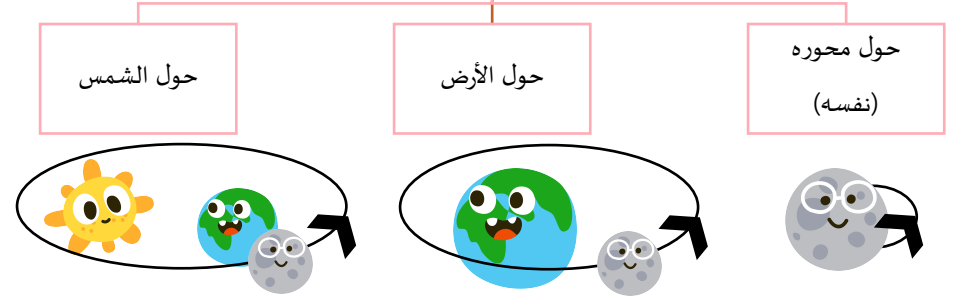 حول محوره
(نفسه)
حول الأرض
حول الشمس